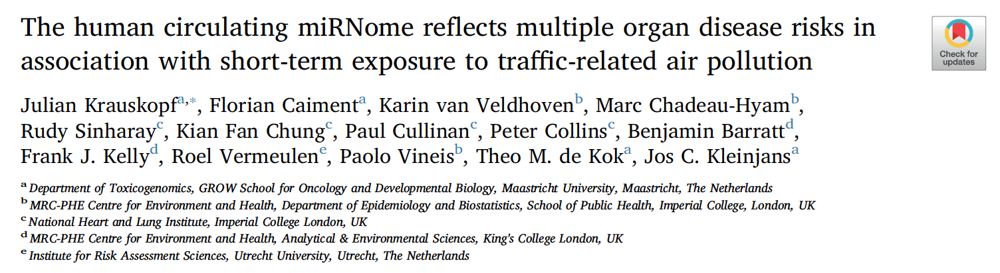 The human circulating miRNome reflects multiple organ disease risks in
association with short-term exposure to traffic-related air pollution
Check for
updates
Julian Krauskopf a,*, Florian Caiment a, Karin van Veldhoven b, Marc Chadeau-Hyam b,
Rudy Sinharay c, Kian Fan Chung c, Paul Cullinan c, Peter Collins c, Benjamin Barratt d,
Frank J. Kelly d, Roel Vermeulen e, Paolo Vineis b, Theo M. de Kok a, Jos C. Kleinjans a
a Department of Toxicogenomics, GROW School for Oncology and Developmental Biology, Maastricht University, Maastricht, The Netherlands
b MRC-PHE Centre for Environment and Health, Department of Epidemiology and Biostatistics, School of Public Health, Imperial College, London, UK
c National Heart and Lung Institute, Imperial College London, UK
d MRC-PHE Centre for Environment and Health, Analytical & Environmental Sciences, King's College London, UK
e Institute for Risk Assessment Sciences, Utrecht University, Utrecht, The Netherlands